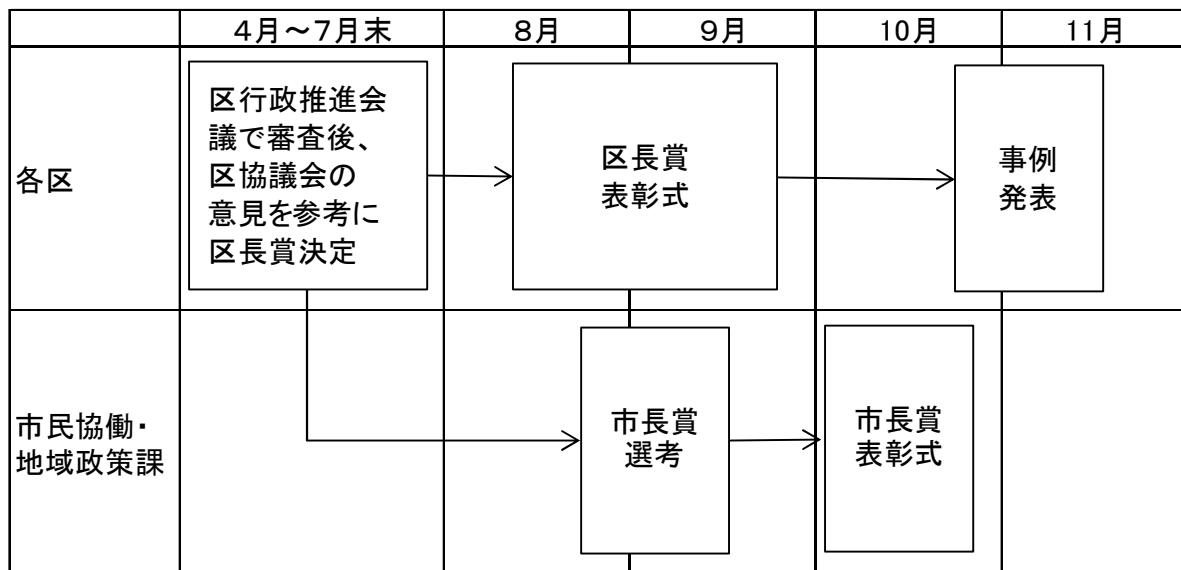 4月～7月末
8月
9月
10月
11月
各区
区行政推進会
議で審査後、
区協議会の
意見を参考に
区長賞決定
区長賞
表彰式
事例
発表
市民協働・
地域政策課
市長賞
選考
市長賞
表彰式